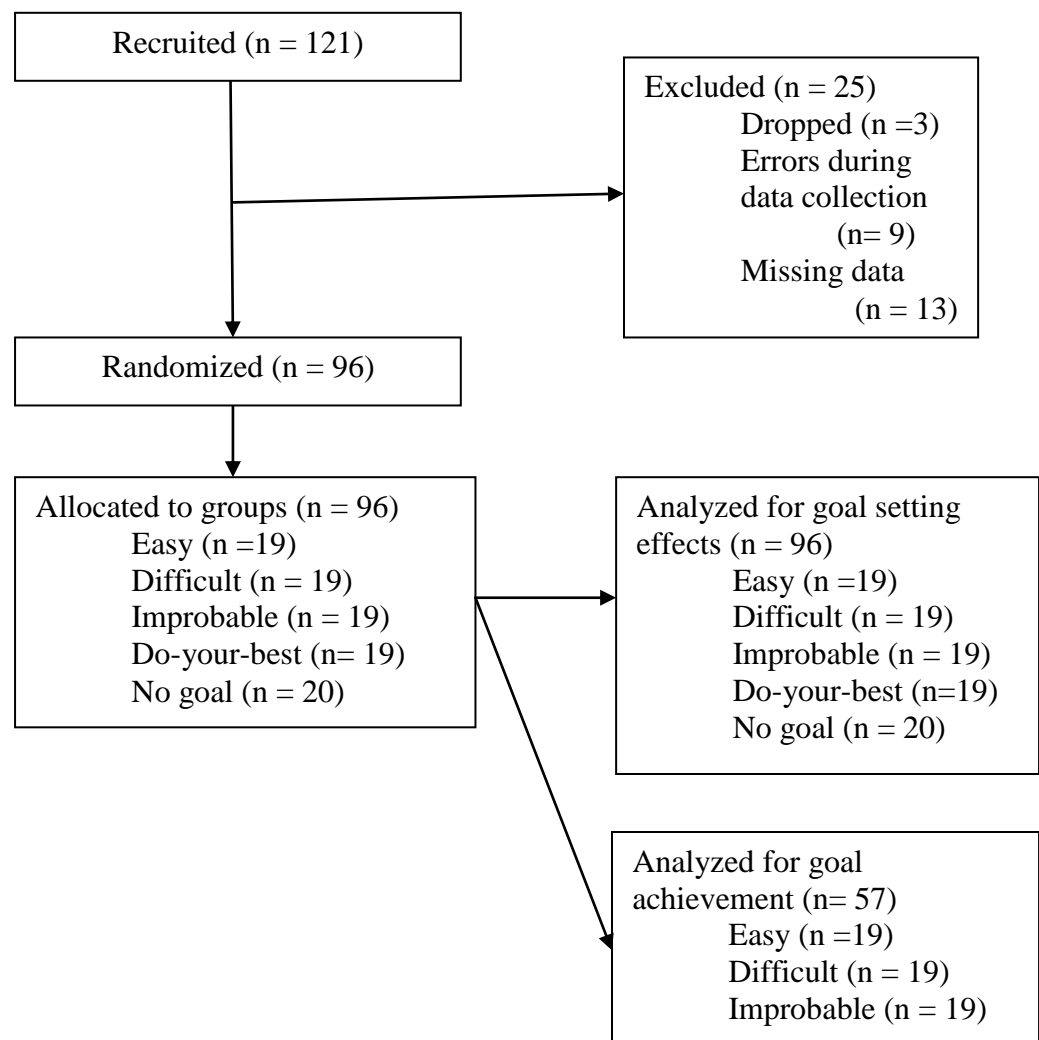 Recruited (n = 121)
Excluded (n = 25)
Dropped (n =3)
Errors during
data collection
(n= 9)
Missing data
(n = 13)
Randomized (n = 96)
Allocated to groups (n = 96)
Easy (n =19)
Difficult (n = 19)
Improbable (n = 19)
Do-your-best (n= 19)
No goal (n = 20)
Analyzed for goal setting
effects (n = 96)
Easy (n =19)
Difficult (n = 19)
Improbable (n = 19)
Do-your-best (n=19)
No goal (n = 20)
Analyzed for goal
achievement (n= 57)
Easy (n =19)
Difficult (n = 19)
Improbable (n = 19)